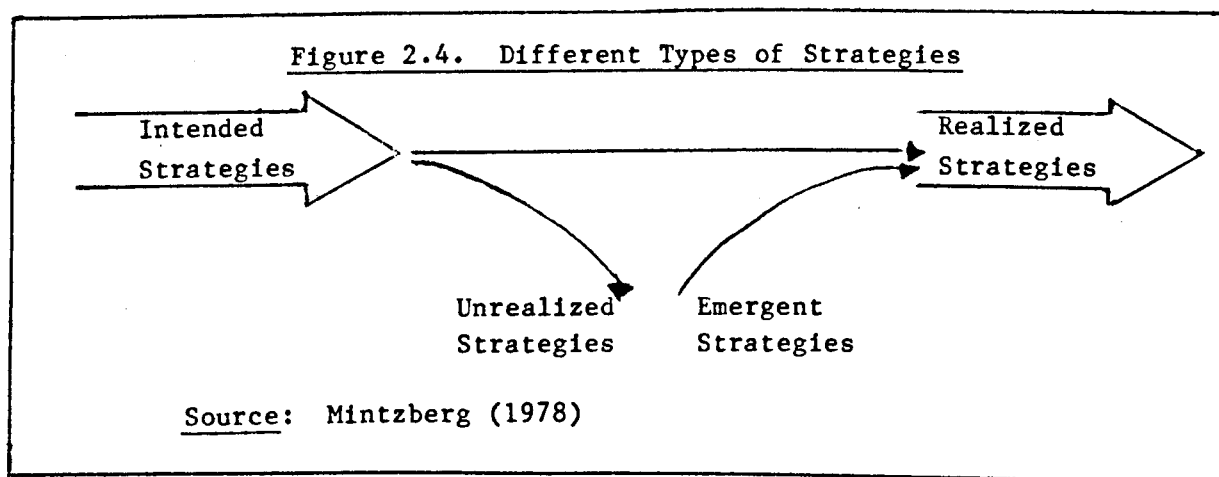 Figure 2.4. Different Types of Strategies
Intended
Strategies
Realized
Strategies
Unrealized
Strategies
Emergent
Strategies
Source: Mintzberg (1978)